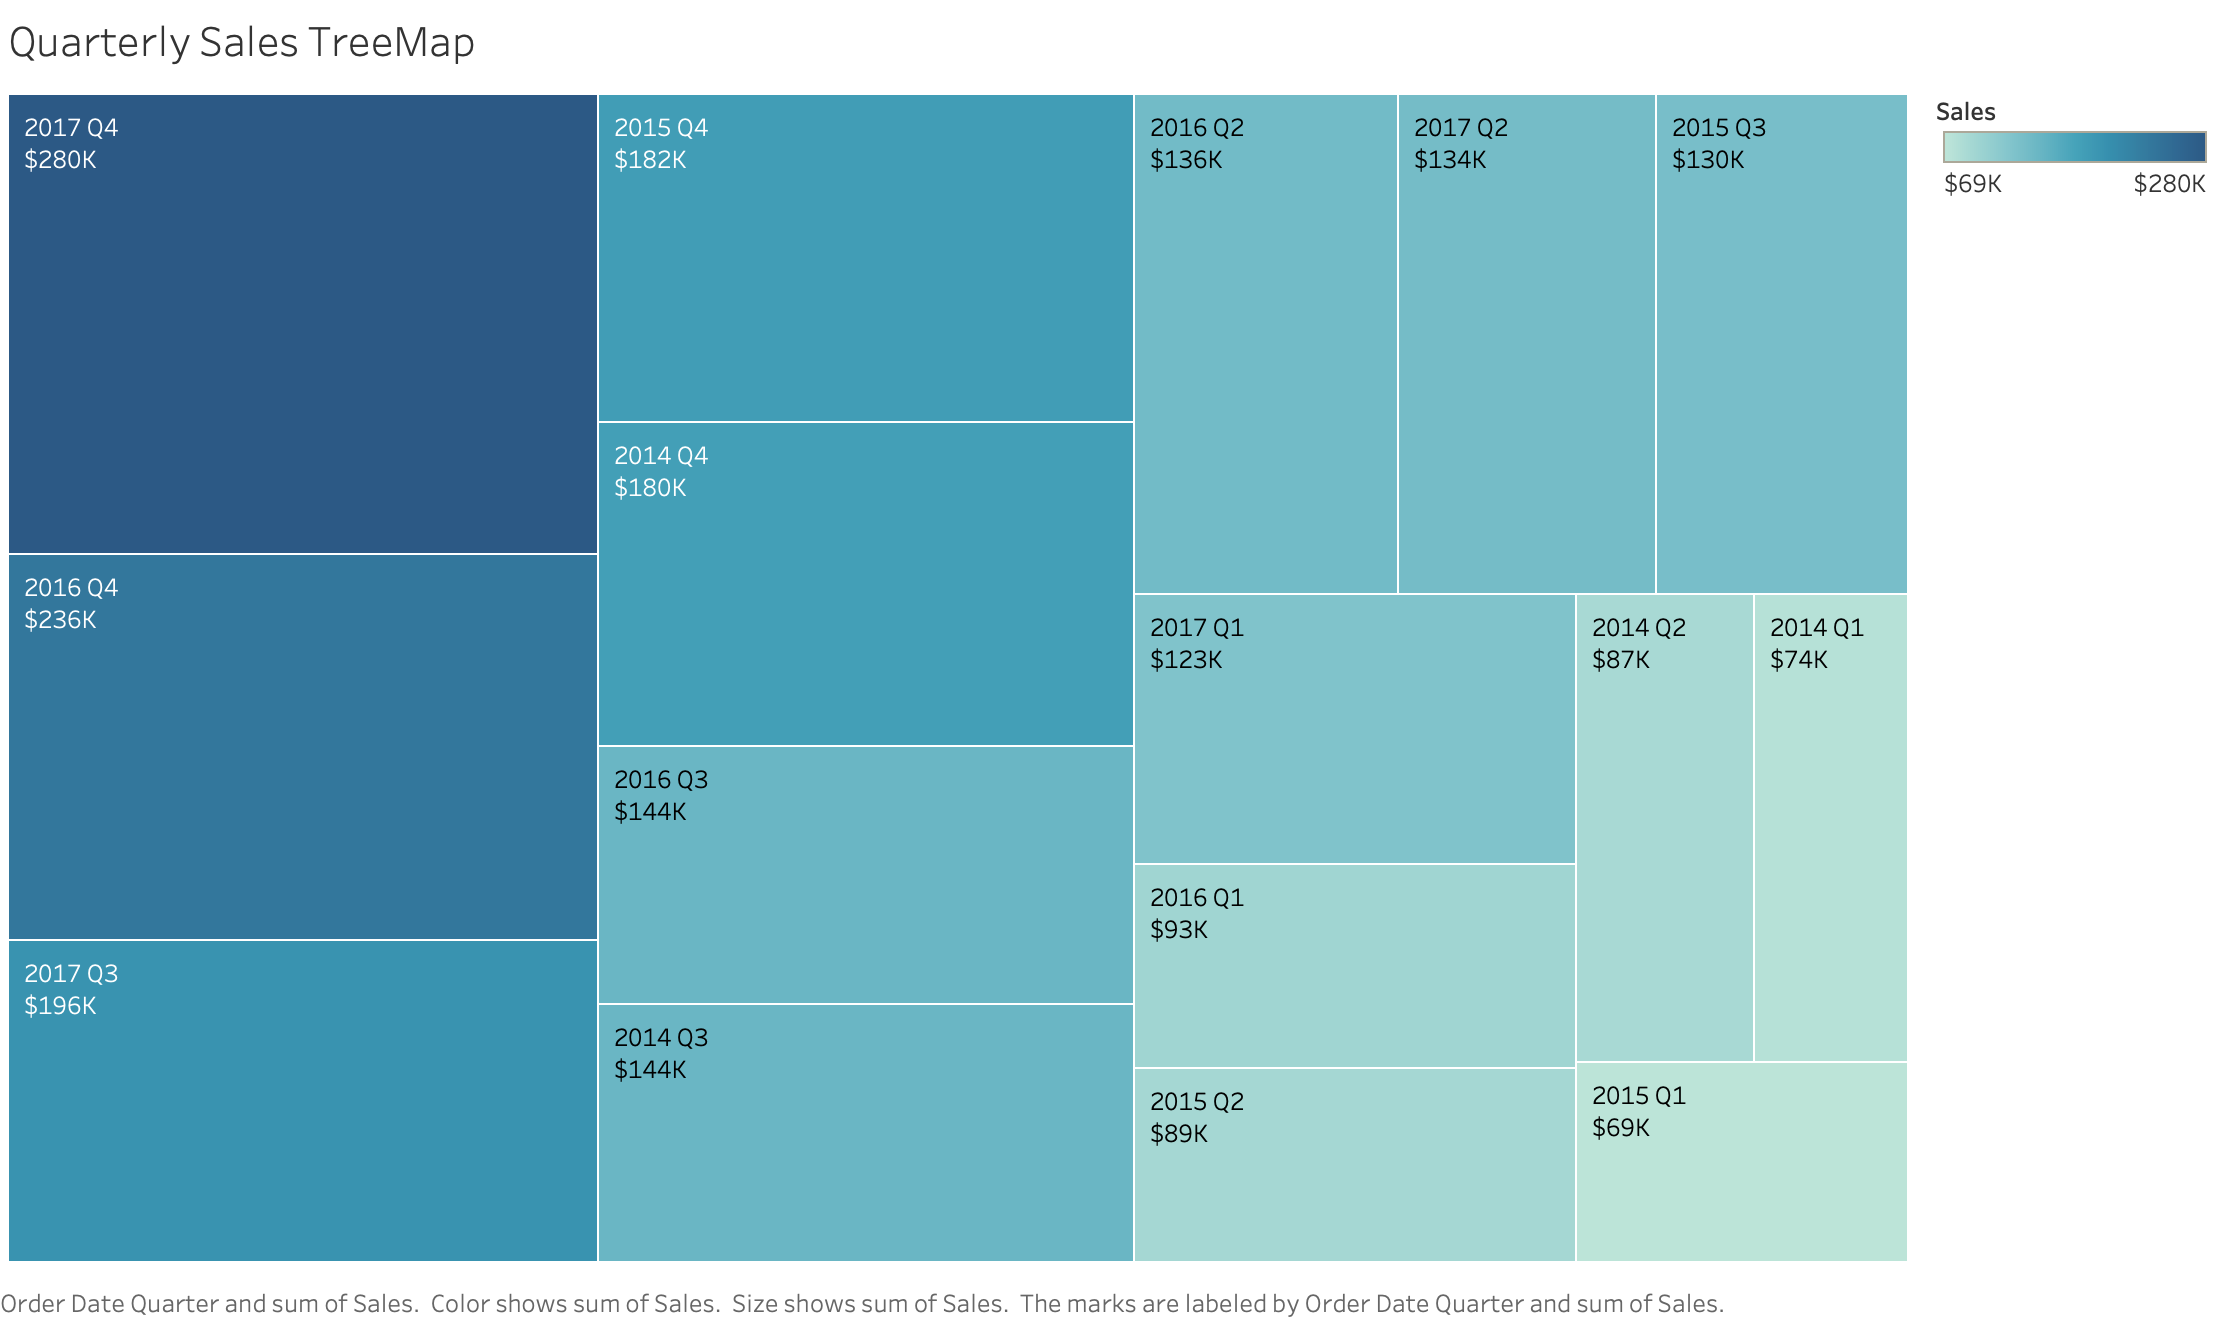 Quarterly Sales TreeMap
2017 Q4
$280K
2016 Q4
$236K
2017 Q3
$196K
2015 Q4
$182K
2014 Q4
$180K
2016 Q3
$144K
2014 Q3
$144K
2016 Q2
$136K
2017 Q2
$134K
2015 Q3
$130K
2017 Q1
$123K
2016 Q1
$93K
2015 Q2
$89K
2014 Q2
$87K
2014 Q1
$74K
2015 Q1
$69K
Sales
$69K $280K
Order Date Quarter and sum of Sales.  Color shows sum of Sales.  Size shows sum of Sales.  The marks are labeled by Order Date Quarter and sum of Sales.